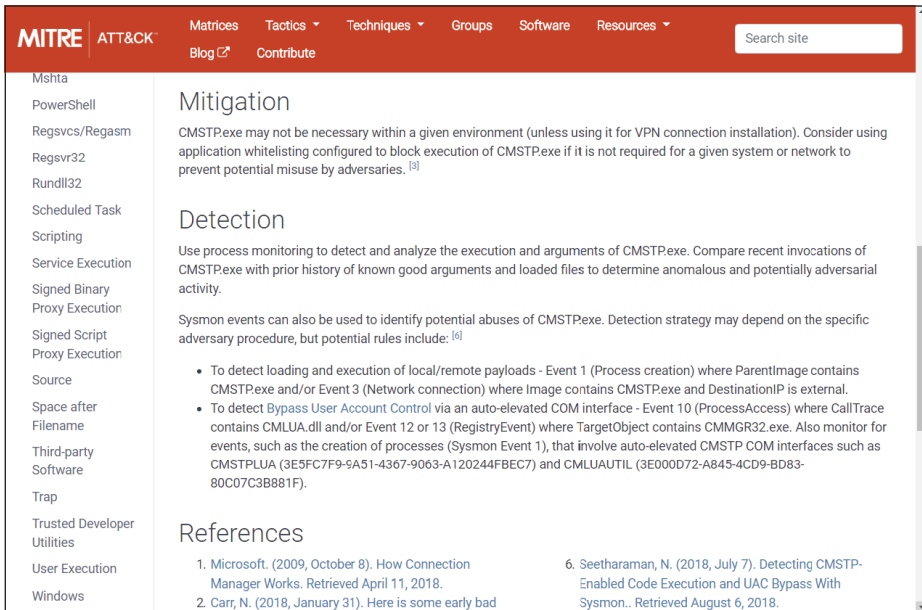 MITRE ATT&CK™
Matrices Tactics Techniques Groups Software Resources
Blog Contribute
Search site
Mshta
PowerShell
Regsvcs/Regasm
Regsvr32
Rundll32
Scheduled Task
Scripting
Service Execution
Signed Binary
Proxy Execution
Signed Script
Proxy Execution
Source
Space after
Filename
Third-party
Software
Trap
Trusted Developer
Utilities
User Execution
Windows
Mitigation
CMSTP.exe may not be necessary within a given environment (unless using it for VPN connection installation). Consider using
application whitelisting configured to block execution of CMSTP.exe if it is not required for a given system or network to
prevent potential misuse by adversaries. [3]
Detection
Use process monitoring to detect and analyze the execution and arguments of CMSTP.exe. Compare recent invocations of
CMSTP.exe with prior history of known good arguments and loaded files to determine anomalous and potentially adversarial
activity.
Sysmon events can also be used to identify potential abuses of CMSTP.exe. Detection strategy may depend on the specific
adversary procedure, but potential rules include: [6]
• To detect loading and execution of local/remote payloads - Event 1 (Process creation) where ParentImage contains
CMSTP.exe and/or Event 3 (Network connection) where Image contains CMSTP.exe and DestinationIP is external.
• To detect Bypass User Account Control via an auto-elevated COM interface - Event 10 (ProcessAccess) where CallTrace
contains CMLUA.dll and/or Event 12 or 13 (RegistryEvent) where TargetObject contains CMMGR32.exe. Also monitor for
events, such as the creation of processes (Sysmon Event 1), that involve auto-elevated CMSTP COM interfaces such as
CMSTPLUA (3E5FC7F9-9A51-4367-9063-A120244FBEC7) and CMLUAUTIL (3E000D72-A845-4CD9-BD83-
80C07C3B881F).
References
1. Microsoft. (2009, October 8). How Connection
Manager Works. Retrieved April 11, 2018.
2. Carr, N. (2018, January 31). Here is some early bad
6. Seetharaman, N. (2018, July 7). Detecting CMSTP-
Enabled Code Execution and UAC Bypass With
Sysmon.. Retrieved August 6, 2018.